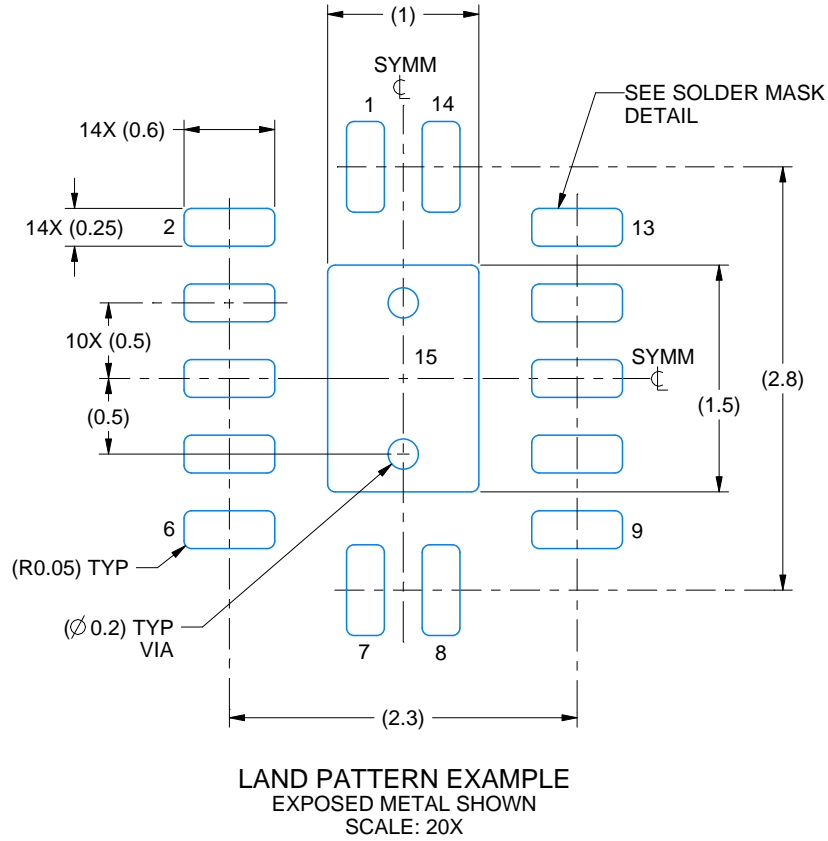 (1)
SYMM
1
14
SEE SOLDER MASK
DETAIL
14X (0.6)
14X (0.25)
2
13
10X (0.5)
15
SYMM
(2.8)
(1.5)
(0.5)
6
9
(R0.05) TYP
(∅ 0.2) TYP
VIA
7
8
(2.3)
LAND PATTERN EXAMPLE
EXPOSED METAL SHOWN
SCALE: 20X